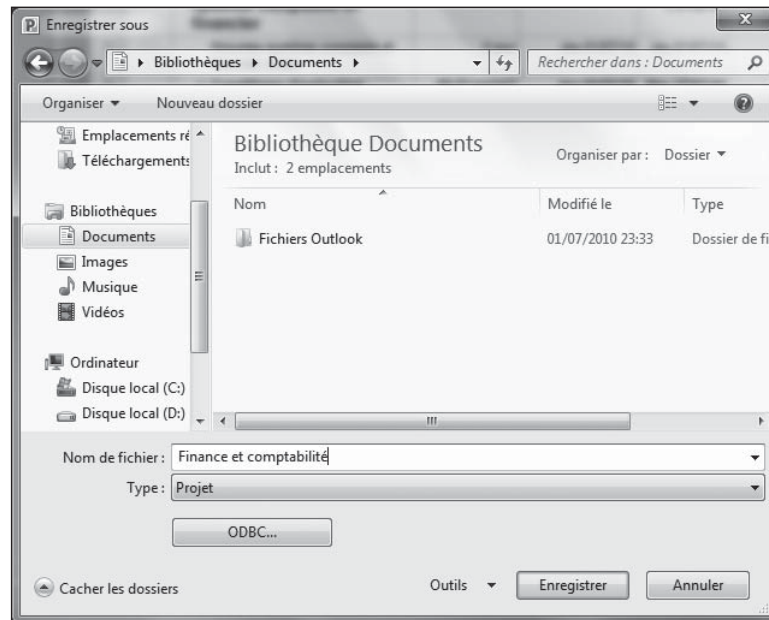 Enregistrer sous
financier
Bibliothèques Documents
Rechercher dans : Documents
Organiser Nouveau dossier
Emplacements ré
Téléchargements
Bibliothèques
Documents
Images
Musique
Vidéos
Ordinateur
Disque local (C:)
Disque local (D:)
Bibliothèque Documents
Inclut : 2 emplacements
Organiser par : Dossier
Nom Modifié le Type
Fichiers Outlook 01/07/2010 23:33 Dossier de fi
Nom de fichier : Finance et comptabilité
Type : Projet
ODBC...
Cacher les dossiers Outils Enregistrer Annuler